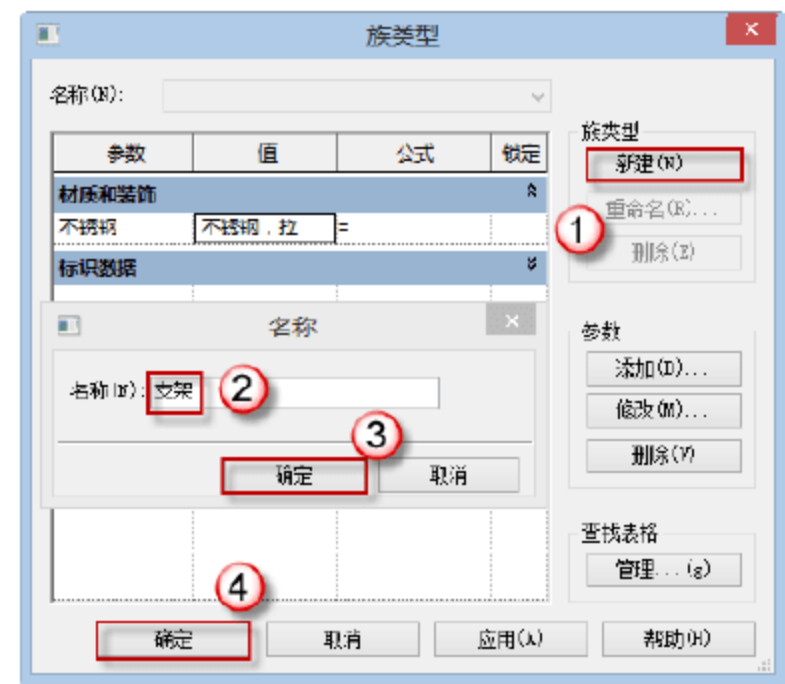 族类型
名称(N):
族类型
参数 值 公式 锁定
新建(N)
材质和装饰
重命名(R)...
不锈钢 不锈钢，拉 =
1
删除(E)
标识数据
名称
参数
添加(D)...
名称(N): 支架 2
修改(M)...
3
确定 取消
删除(V)
查找表格
管理...(g)
4
确定 取消 应用(A) 帮助(H)